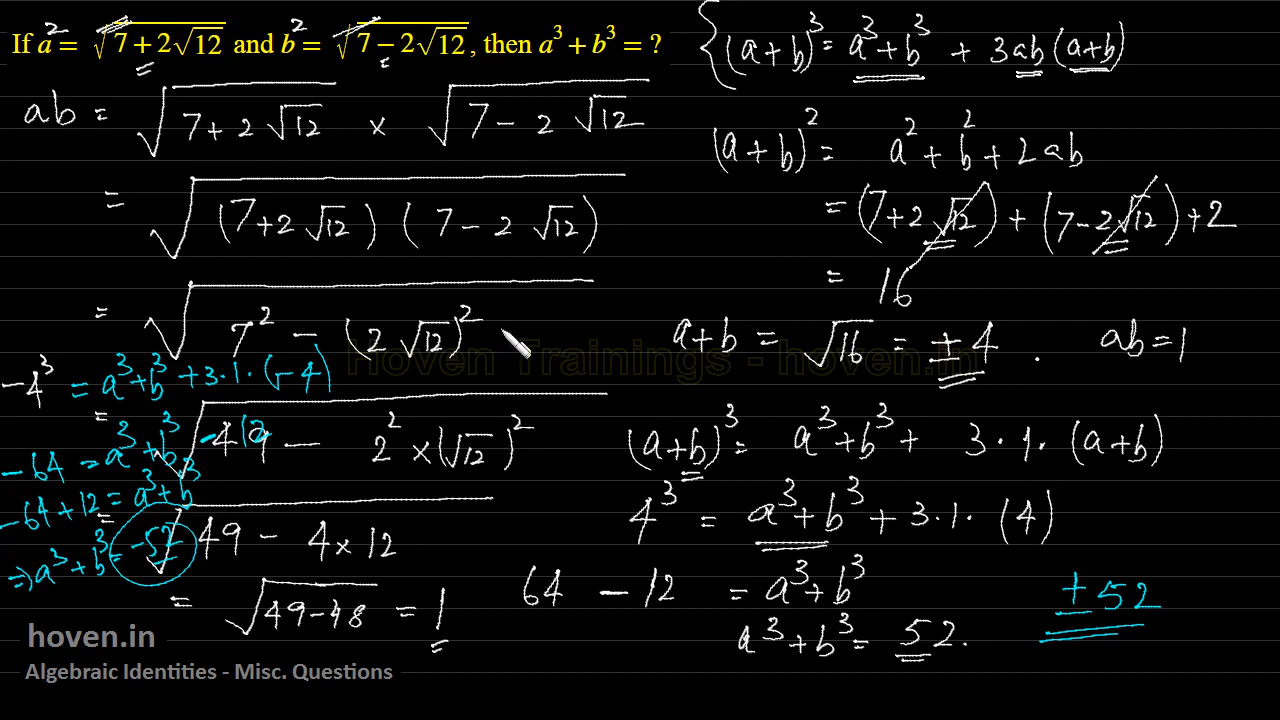 If a² = √7 + 2√12 and b² = √7 − 2√12, then a³ + b³ = ?
ab = √7 + 2√12 × √7 − 2√12
= √(7 + 2√12)(7 − 2√12)
= √7² − (2√12)²
= √49 − 2² × (√12)²
= √49 − 4 × 12
= √49 − 48 = 1
−4³ = a³ + b³ + 3·1·(−4)
−64 = a³ + b³ − 12
−64 + 12 = a³ + b³
⇒ a³ + b³ = −52
(a + b)³ = a³ + b³ + 3ab(a + b)
(a + b)² = a² + b² + 2ab
= (7 + 2√12) + (7 − 2√12) + 2
= 16
a + b = √16 = ± 4 . ab = 1
(a + b)³ = a³ + b³ + 3·1·(a + b)
4³ = a³ + b³ + 3·1·(4)
64 − 12 = a³ + b³
a³ + b³ = 52.
± 52
Hoven Trainings - hoven.in
hoven.in
Algebraic Identities - Misc. Questions